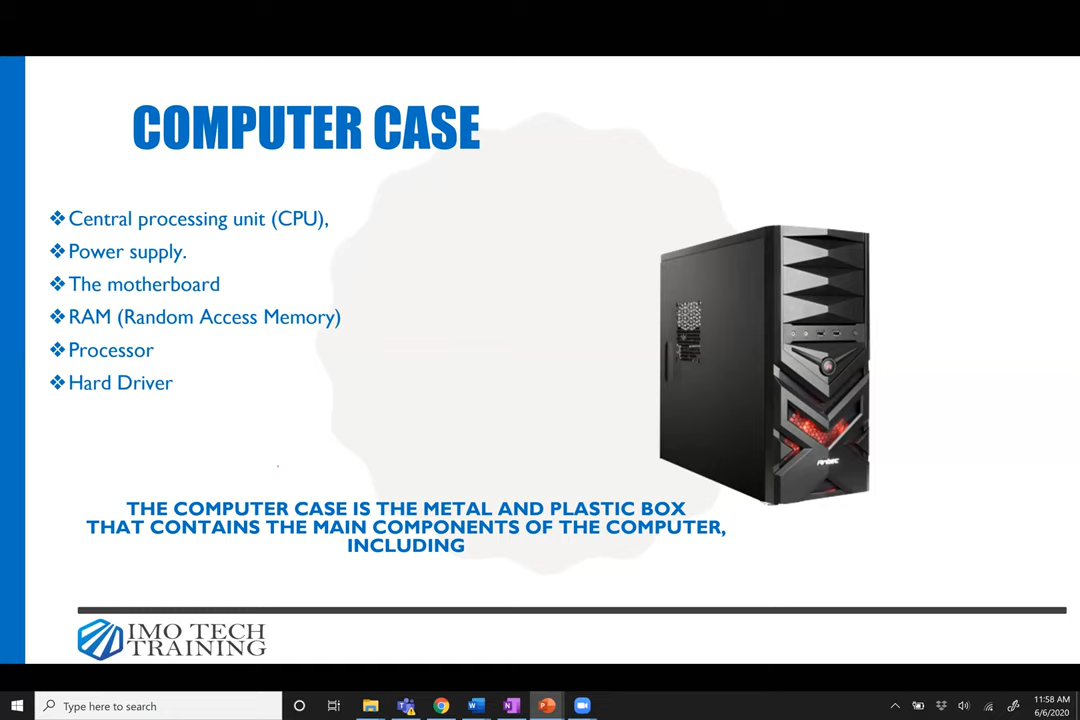 COMPUTER CASE
❖Central processing unit (CPU),
❖Power supply.
❖The motherboard
❖RAM (Random Access Memory)
❖Processor
❖Hard Driver
Antec
THE COMPUTER CASE IS THE METAL AND PLASTIC BOX
THAT CONTAINS THE MAIN COMPONENTS OF THE COMPUTER,
INCLUDING
IMO TECH
TRAINING
Type here to search
11:58 AM
6/6/2020